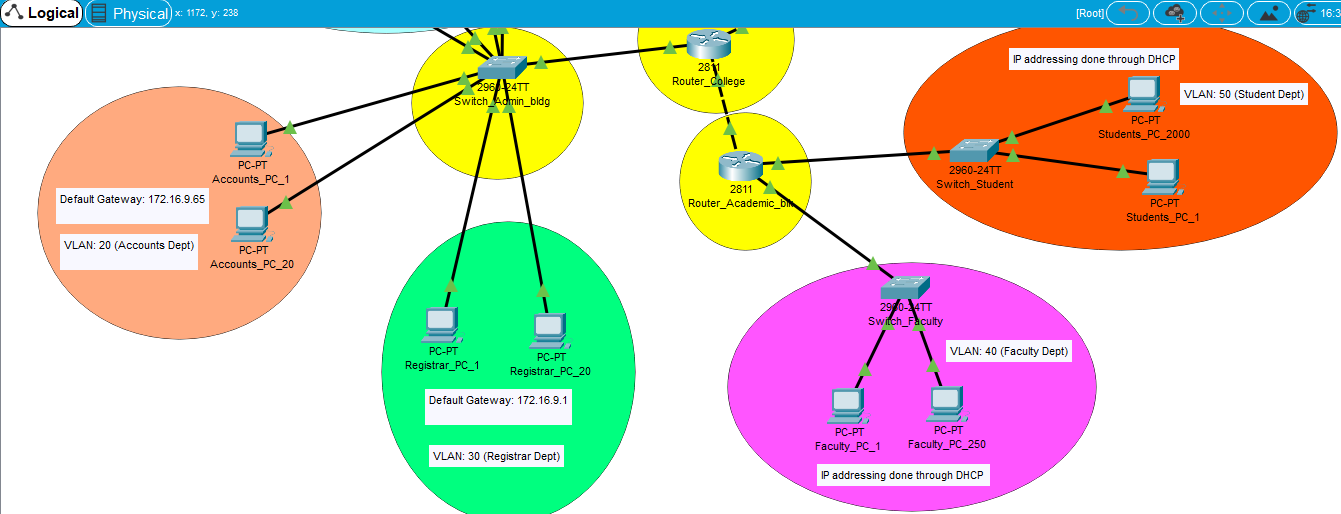 Logical
Physical
x: 1172, y: 238
[Root]
16:3
2960-24TT
Switch_Admin_bldg
2811
Router_College
IP addressing done through DHCP
PC-PT
Students_PC_2000
VLAN: 50 (Student Dept)
PC-PT
Accounts_PC_1
Default Gateway: 172.16.9.65
PC-PT
Accounts_PC_20
VLAN: 20 (Accounts Dept)
2811
Router_Academic_bl
2960-24TT
Switch_Student
PC-PT
Students_PC_1
2960-24TT
Switch_Faculty
PC-PT
Registrar_PC_1
PC-PT
Registrar_PC_20
VLAN: 40 (Faculty Dept)
Default Gateway: 172.16.9.1
PC-PT
Faculty_PC_1
PC-PT
Faculty_PC_250
VLAN: 30 (Registrar Dept)
IP addressing done through DHCP